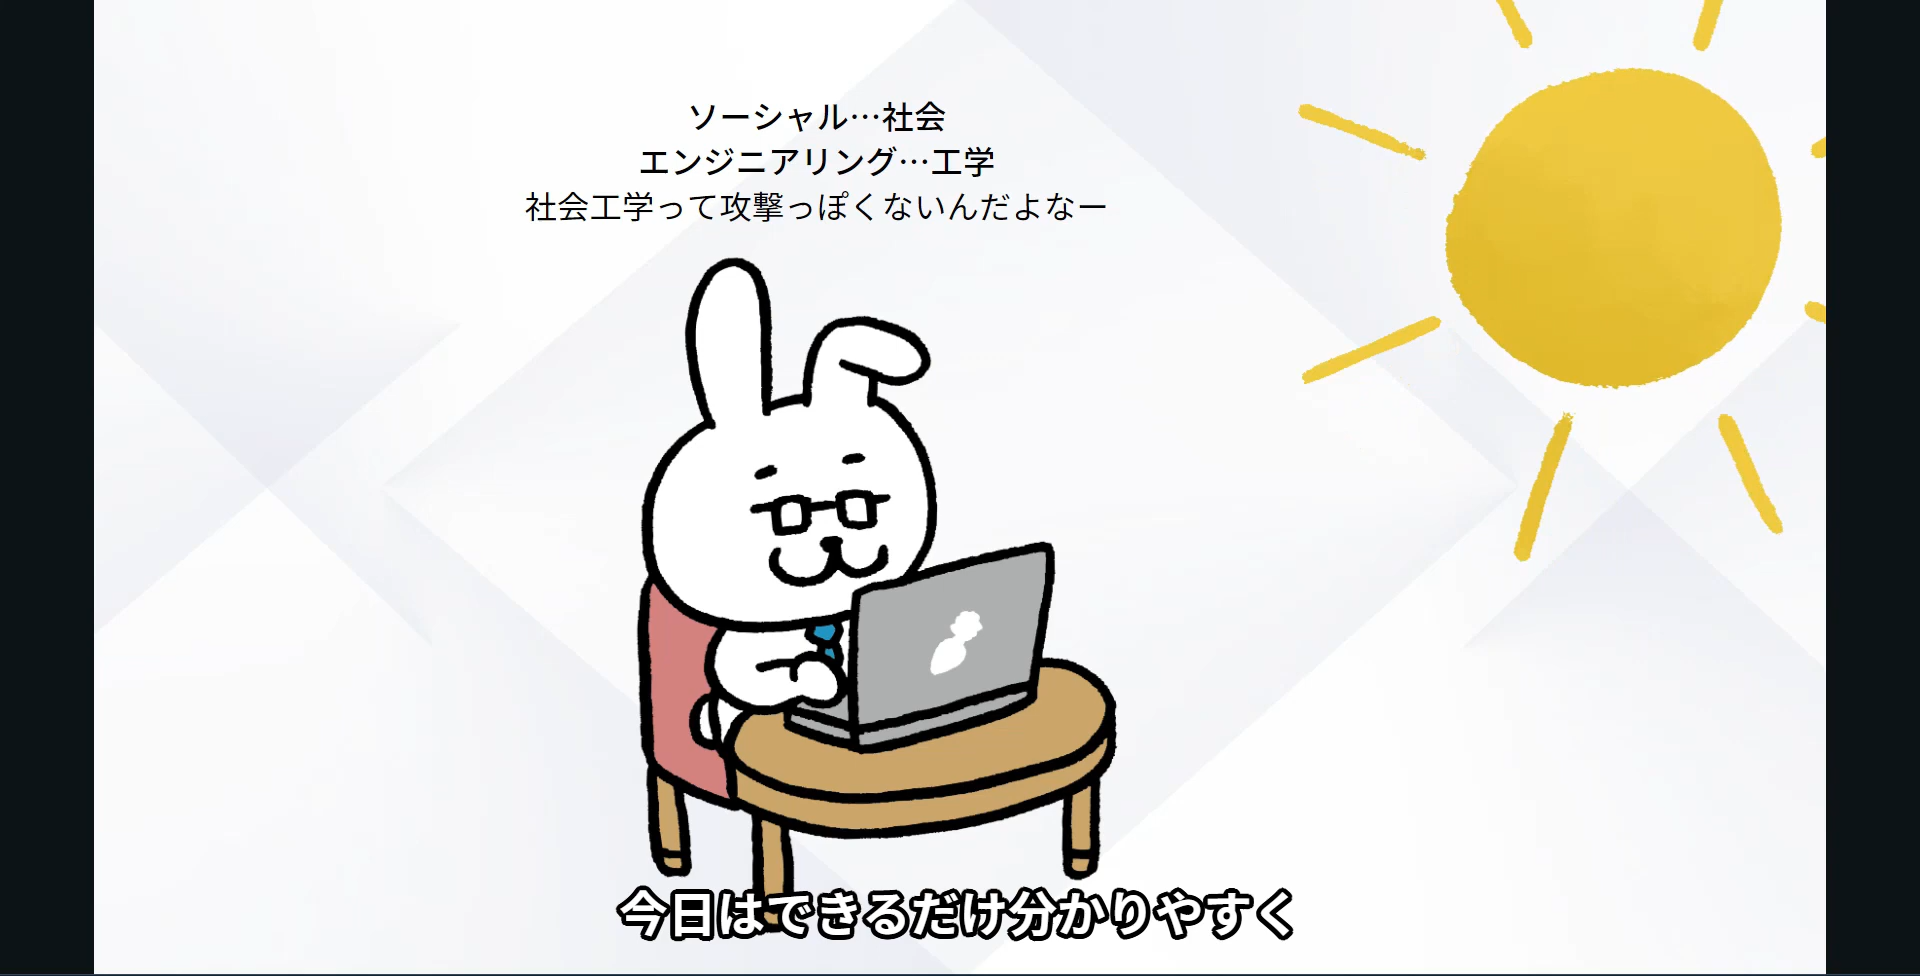 ソーシャル…社会
エンジニアリング…工学
社会工学って攻撃っぽくないんだよなー
今日はできるだけ分かりやすく